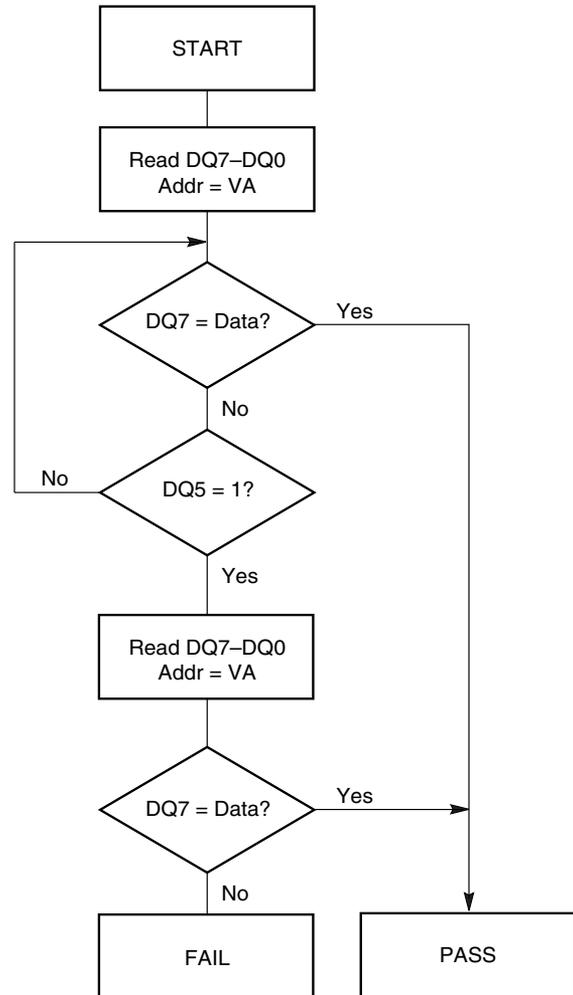 START
Read DQ7–DQ0
Addr = VA
DQ7 = Data?
Yes
No
No
DQ5 = 1?
Yes
Read DQ7–DQ0
Addr = VA
DQ7 = Data?
Yes
No
FAIL
PASS